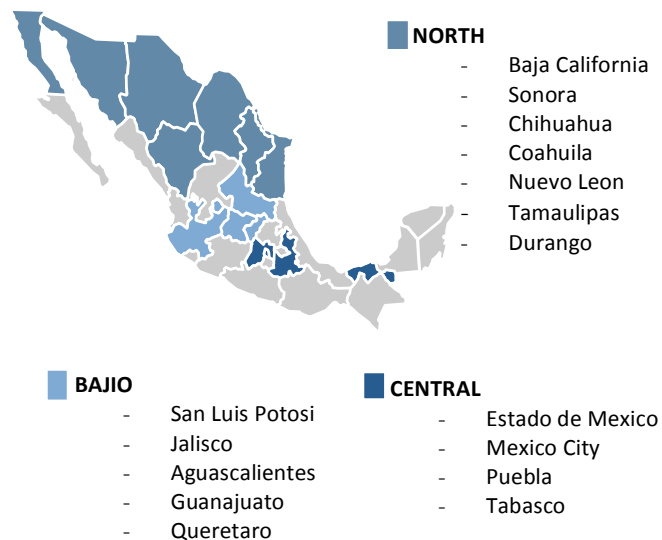 NORTH
- Baja California
- Sonora
- Chihuahua
- Coahuila
- Nuevo Leon
- Tamaulipas
- Durango
BAJIO
- San Luis Potosi
- Jalisco
- Aguascalientes
- Guanajuato
- Queretaro
CENTRAL
- Estado de Mexico
- Mexico City
- Puebla
- Tabasco